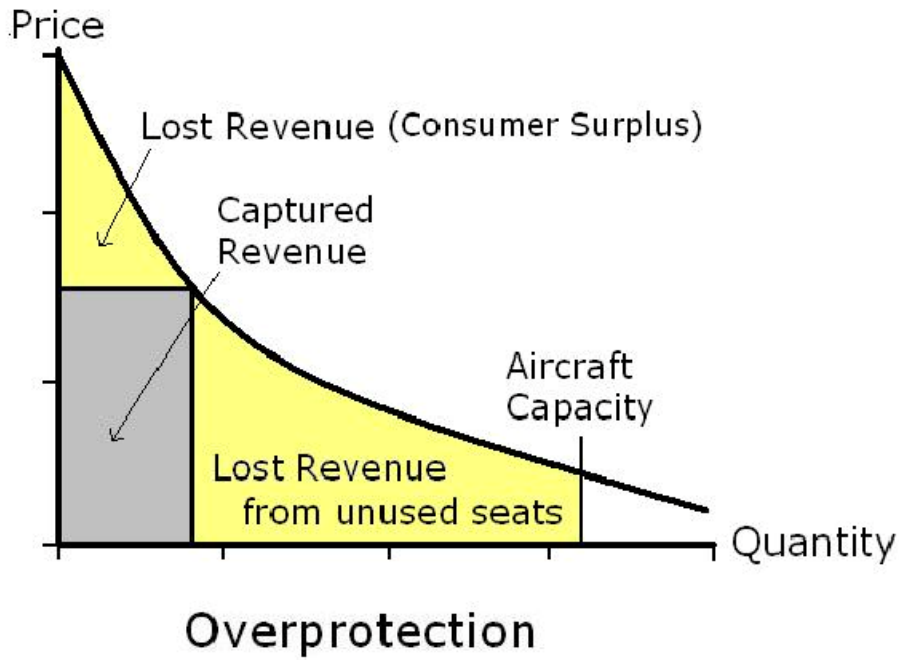 Price
Lost Revenue (Consumer Surplus)
Captured
Revenue
Aircraft
Capacity
Lost Revenue
from unused seats
Quantity
Overprotection